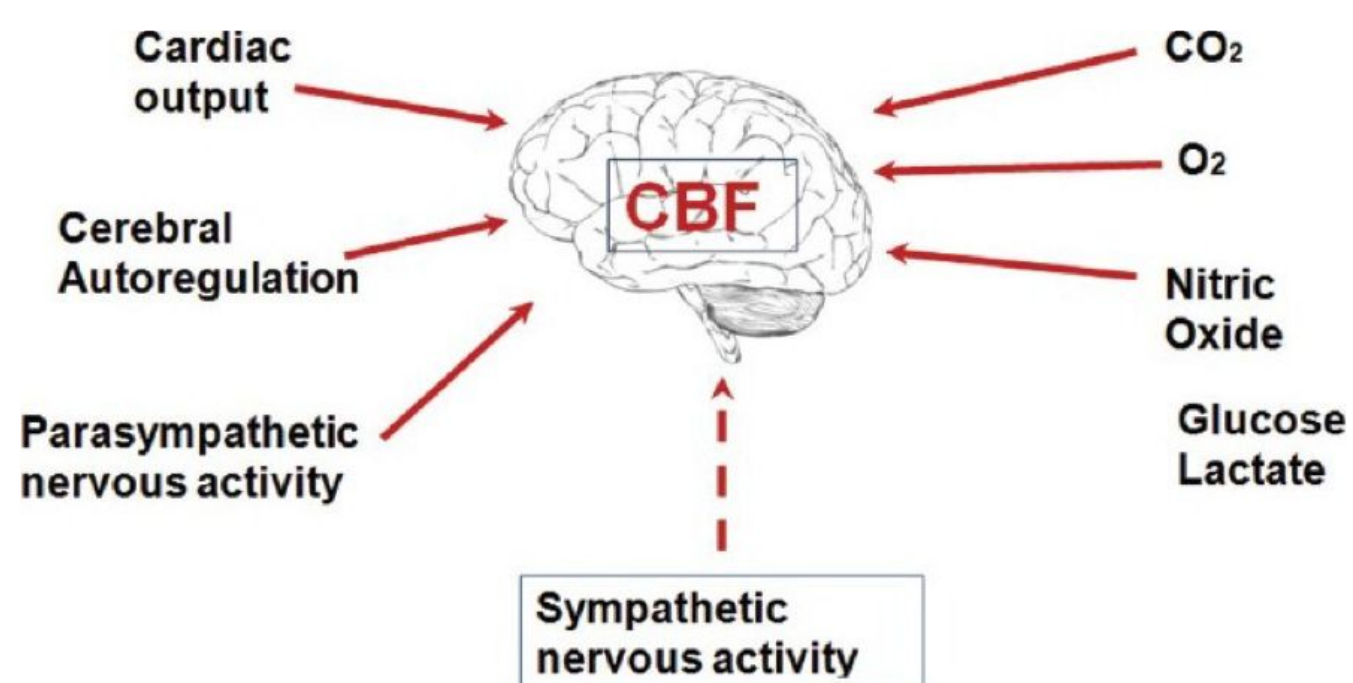 Cardiac
output
Cerebral
Autoregulation
Parasympathetic
nervous activity
CBF
Sympathetic
nervous activity
CO₂
O₂
Nitric
Oxide
Glucose
Lactate